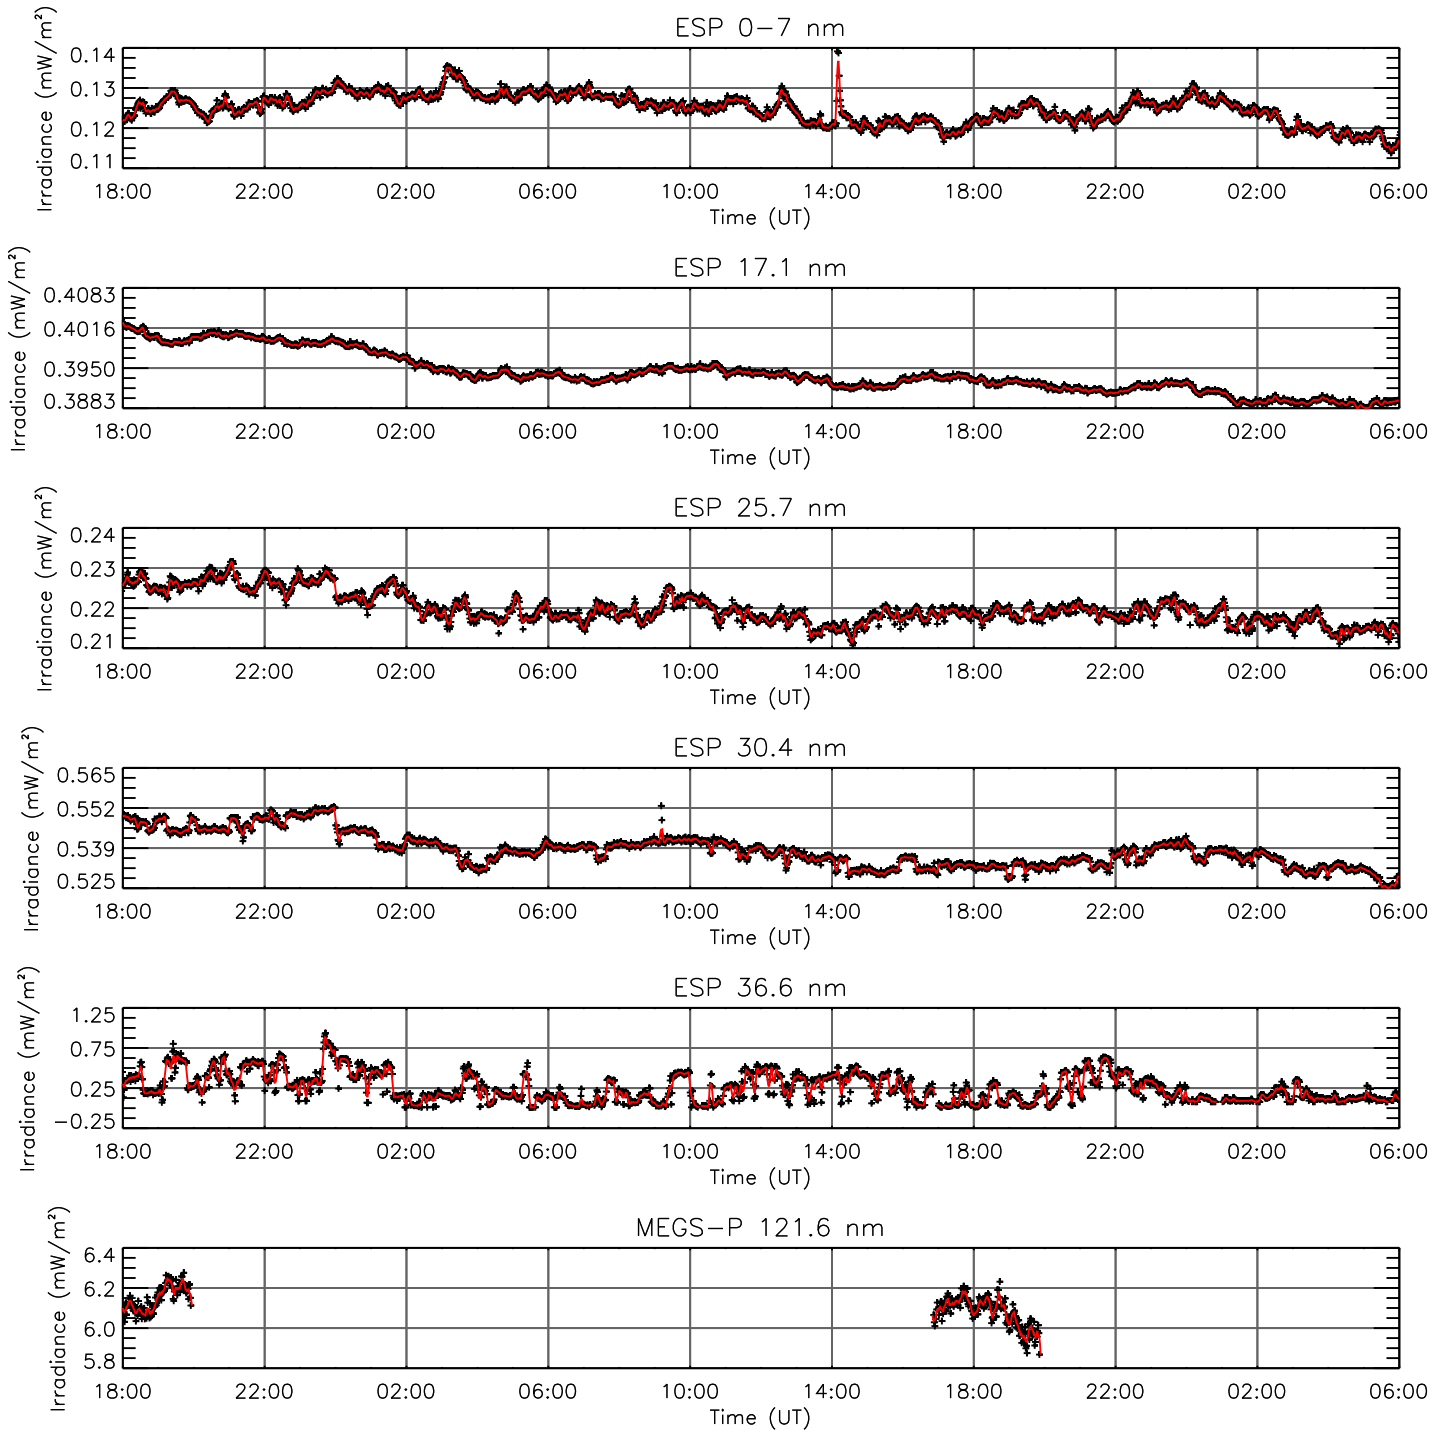 ESP 0−7 nm
Irradiance (mW/m²)
0.14
0.13
0.12
0.11
18:00 22:00 02:00 06:00 10:00 14:00 18:00 22:00 02:00 06:00
Time (UT)
ESP 17.1 nm
Irradiance (mW/m²)
0.4083
0.4016
0.3950
0.3883
18:00 22:00 02:00 06:00 10:00 14:00 18:00 22:00 02:00 06:00
Time (UT)
ESP 25.7 nm
Irradiance (mW/m²)
0.24
0.23
0.22
0.21
18:00 22:00 02:00 06:00 10:00 14:00 18:00 22:00 02:00 06:00
Time (UT)
ESP 30.4 nm
Irradiance (mW/m²)
0.565
0.552
0.539
0.525
18:00 22:00 02:00 06:00 10:00 14:00 18:00 22:00 02:00 06:00
Time (UT)
ESP 36.6 nm
Irradiance (mW/m²)
1.25
0.75
0.25
−0.25
18:00 22:00 02:00 06:00 10:00 14:00 18:00 22:00 02:00 06:00
Time (UT)
MEGS−P 121.6 nm
Irradiance (mW/m²)
6.4
6.2
6.0
5.8
18:00 22:00 02:00 06:00 10:00 14:00 18:00 22:00 02:00 06:00
Time (UT)